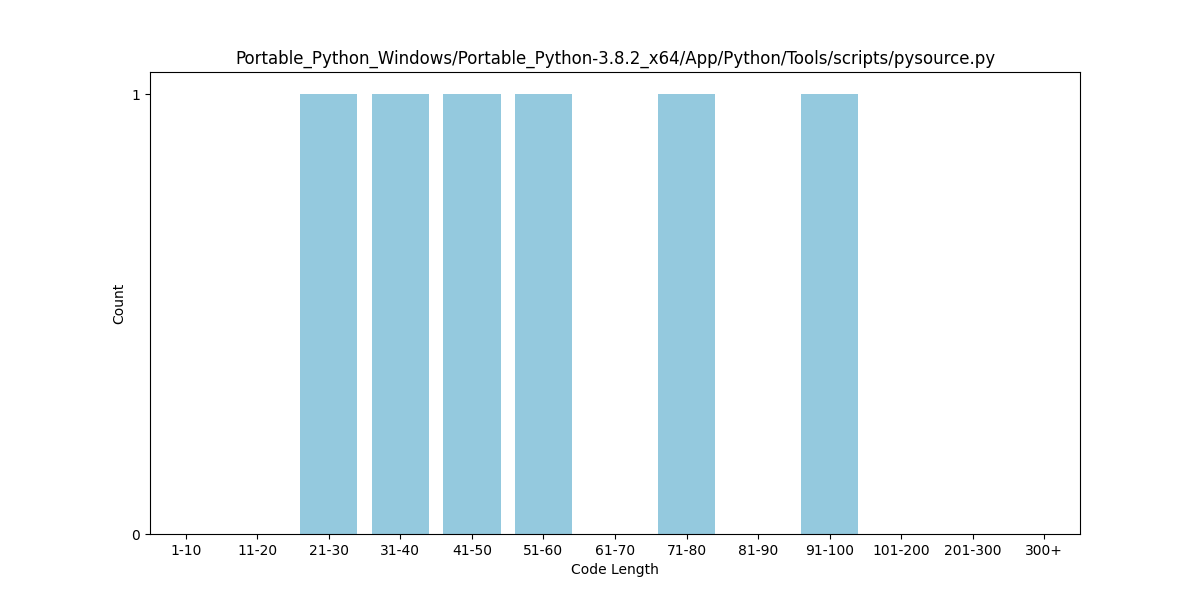 Portable_Python_Windows/Portable_Python-3.8.2_x64/App/Python/Tools/scripts/pysource.py
1
Count
0
1-10 11-20 21-30 31-40 41-50 51-60 61-70 71-80 81-90 91-100 101-200 201-300 300+
Code Length